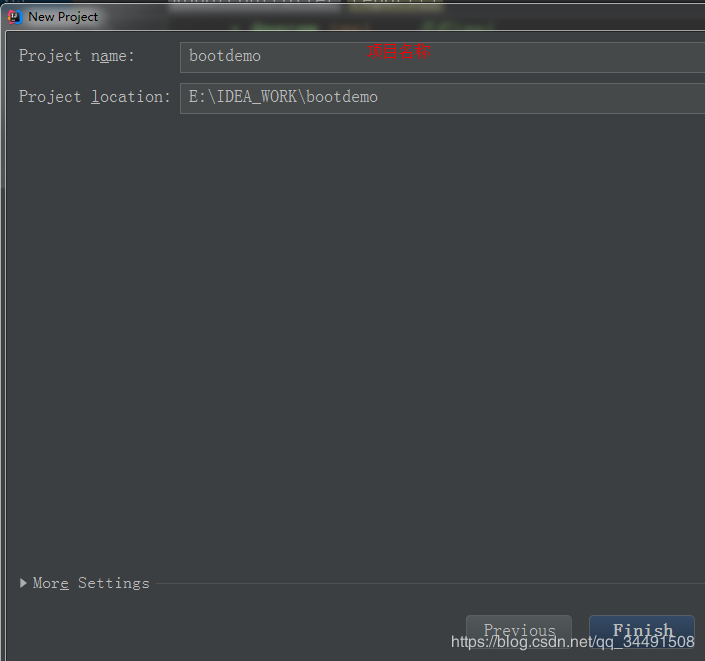 New Project
Project name:
bootdemo
项目名称
Project location:
E:\IDEA_WORK\bootdemo
More Settings
Previous
Finish
https://blog.csdn.net/qq_34491508